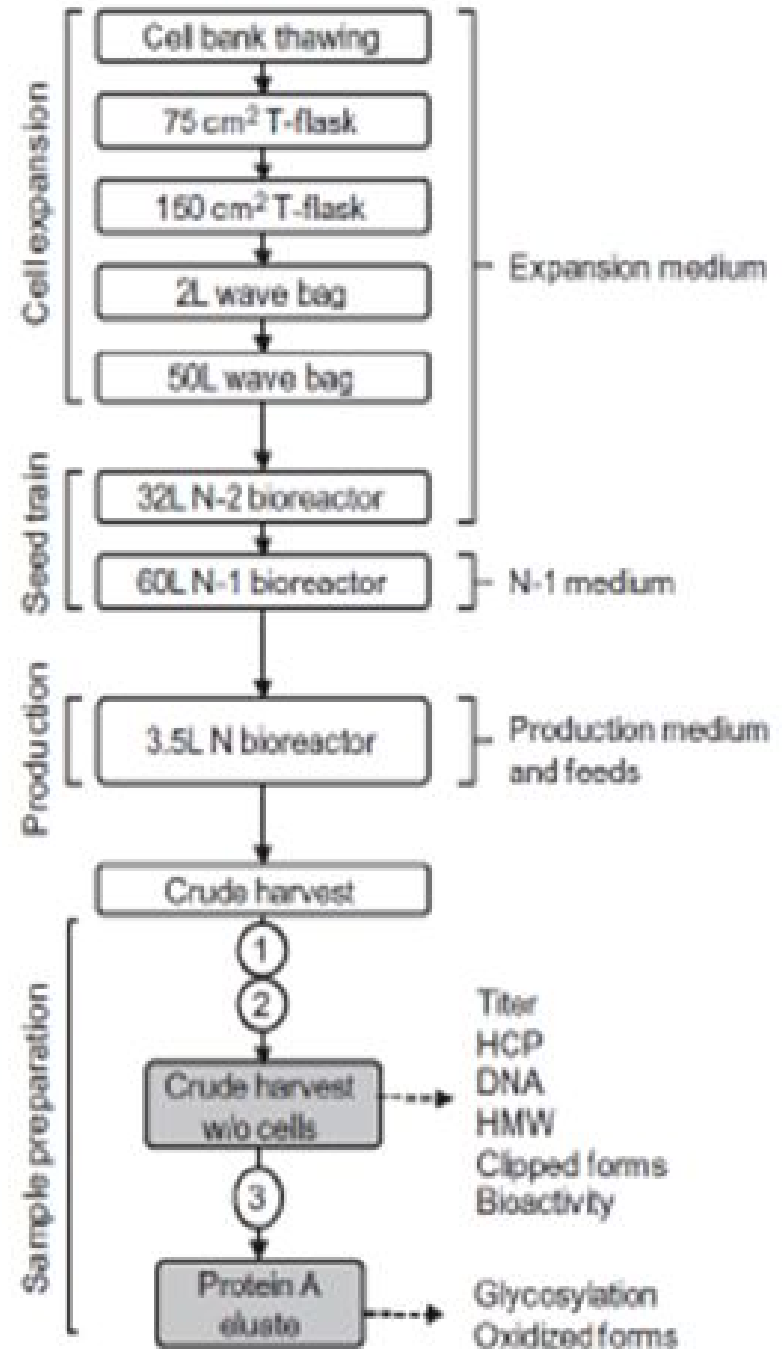 Cell expansion
Cell bank thawing
75 cm² T-flask
150 cm² T-flask
2L wave bag
50L wave bag
Expansion medium
Seed train
32L N-2 bioreactor
60L N-1 bioreactor
N-1 medium
Production
3.5L N bioreactor
Production medium
and feeds
Crude harvest
Sample preparation
1
2
Crude harvest
w/o cells
Titer
HCP
DNA
HMW
Clipped forms
Bioactivity
3
Protein A
eluate
Glycosylation
Oxidized forms